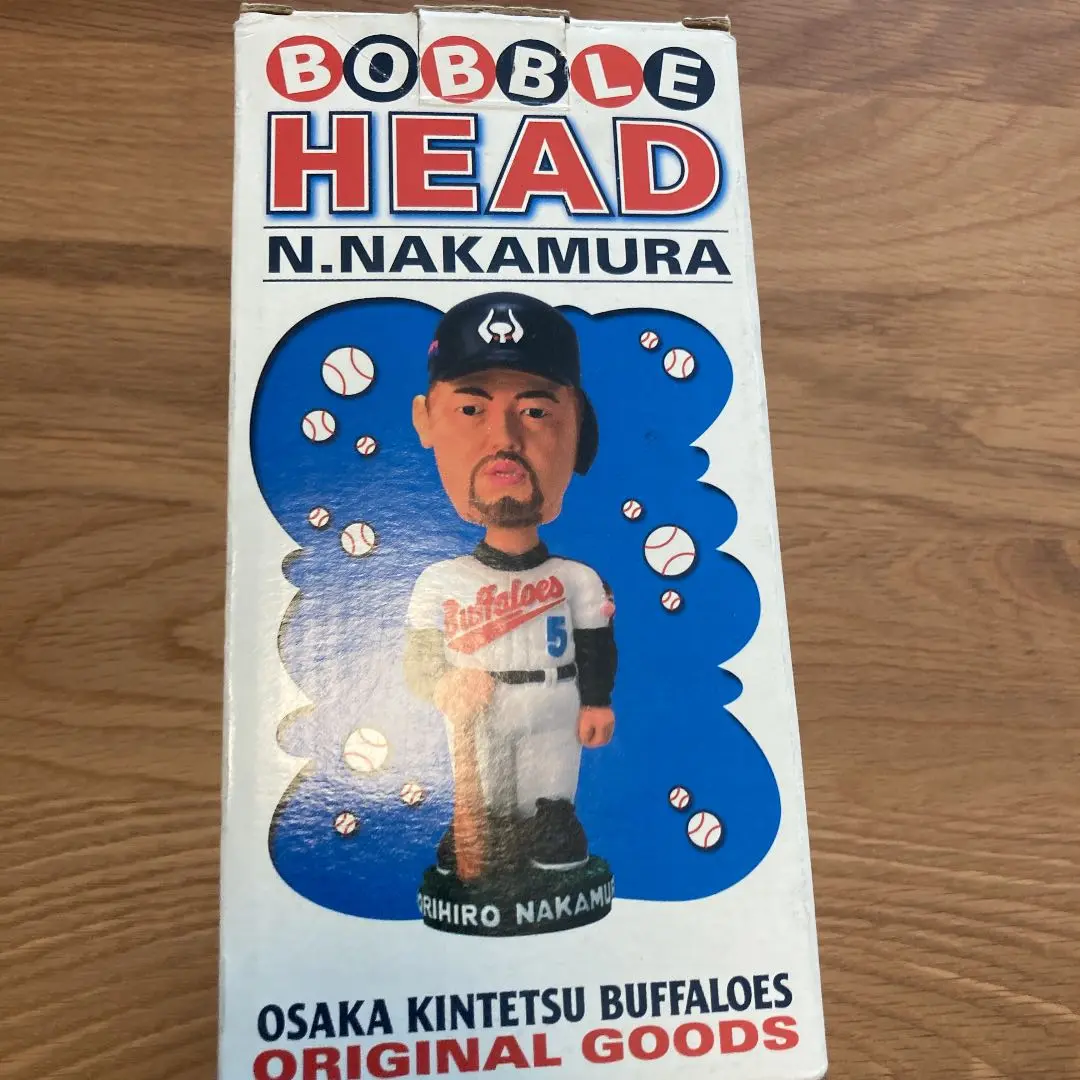 BOBBLE
HEAD
N.NAKAMURA
Buffaloes
5
ORIHIRO NAKAMU
OSAKA KINTETSU BUFFALOES
ORIGINAL GOODS